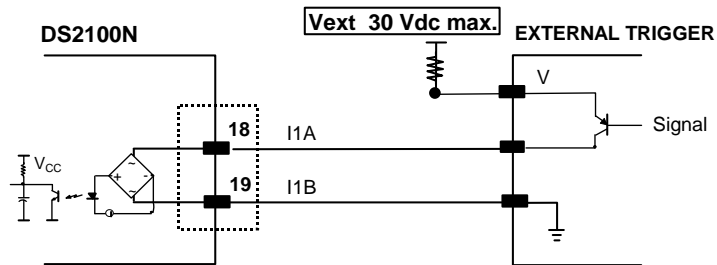 Vext 30 Vdc max.
DS2100N
EXTERNAL TRIGGER
V
18
I1A
Signal
VCC
+
~
-
~
19
I1B